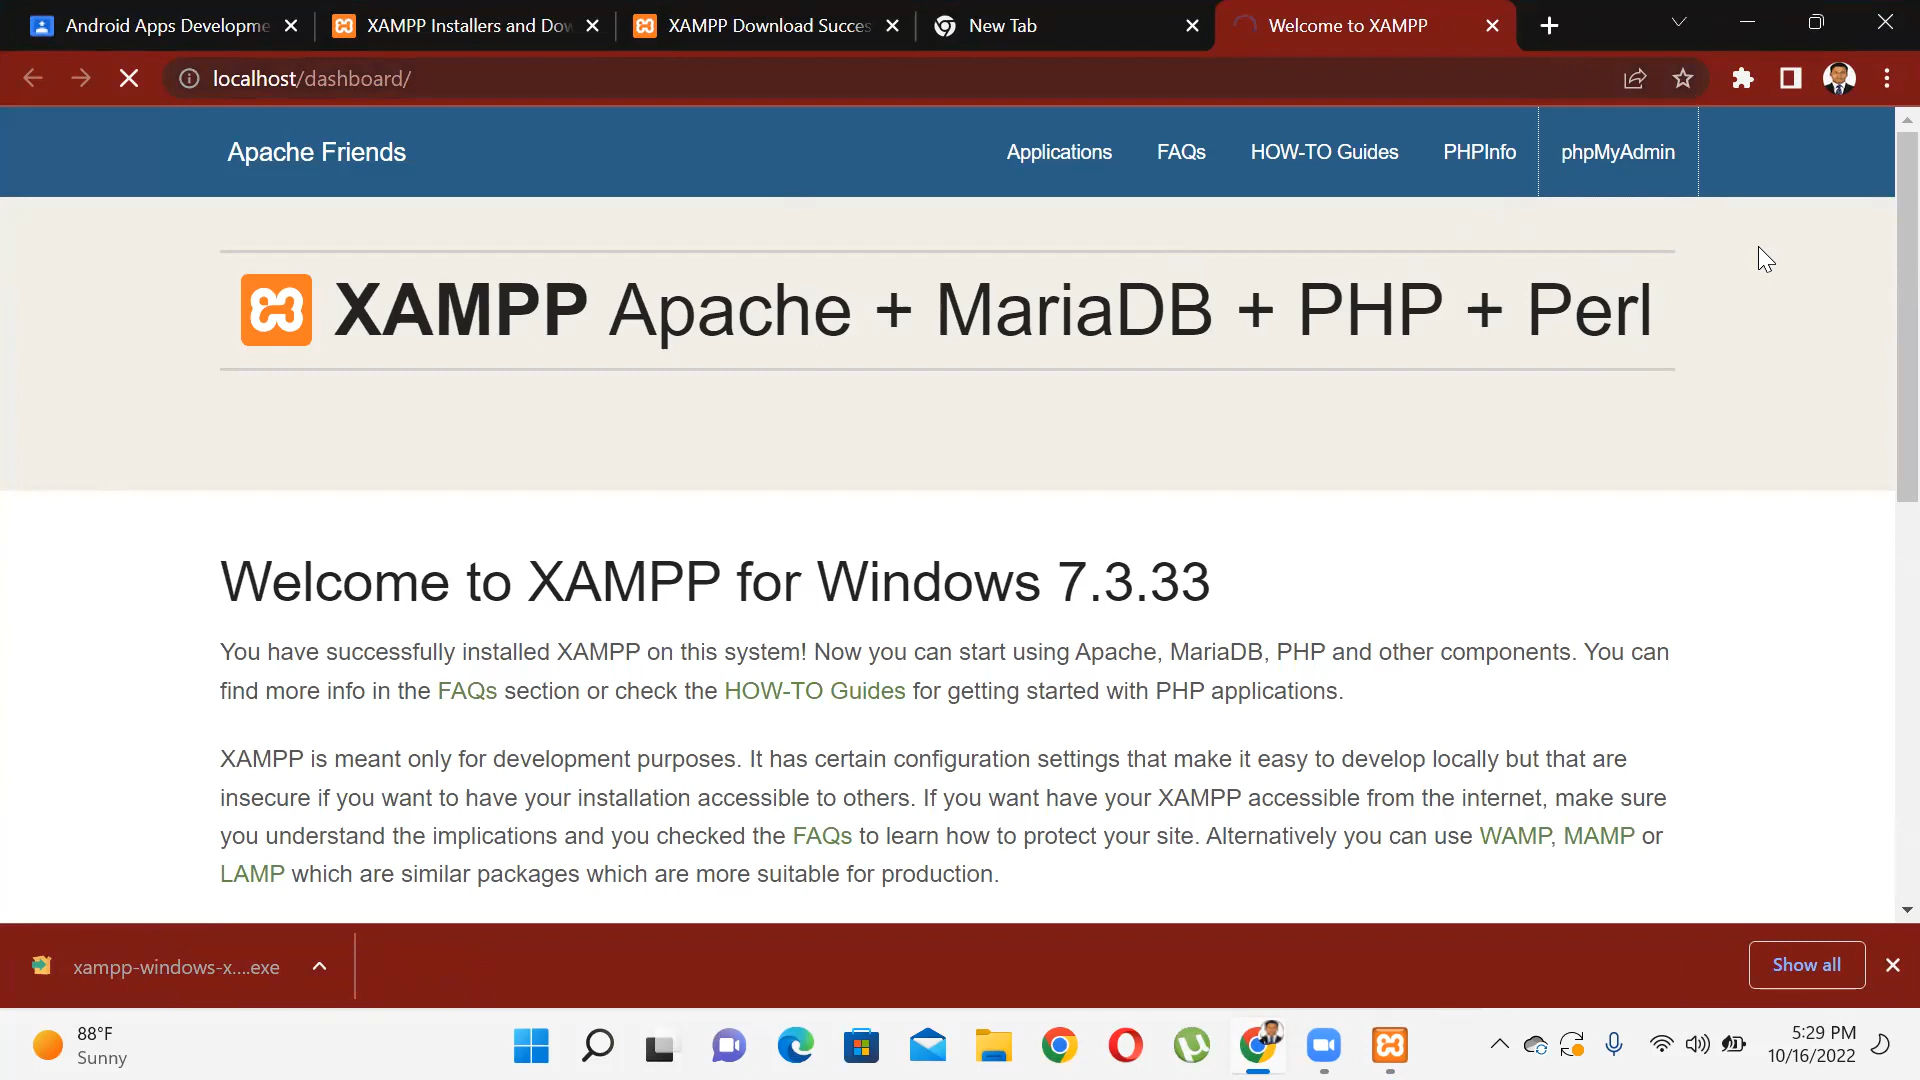 Android Apps Developme
XAMPP Installers and Dow
XAMPP Download Succes
New Tab
Welcome to XAMPP
localhost/dashboard/
Apache Friends
Applications
FAQs
HOW-TO Guides
PHPInfo
phpMyAdmin
XAMPP Apache + MariaDB + PHP + Perl
Welcome to XAMPP for Windows 7.3.33
You have successfully installed XAMPP on this system! Now you can start using Apache, MariaDB, PHP and other components. You can
find more info in the FAQs section or check the HOW-TO Guides for getting started with PHP applications.
XAMPP is meant only for development purposes. It has certain configuration settings that make it easy to develop locally but that are
insecure if you want to have your installation accessible to others. If you want have your XAMPP accessible from the internet, make sure
you understand the implications and you checked the FAQs to learn how to protect your site. Alternatively you can use WAMP, MAMP or
LAMP which are similar packages which are more suitable for production.
xampp-windows-x....exe
Show all
88°F
Sunny
5:29 PM
10/16/2022